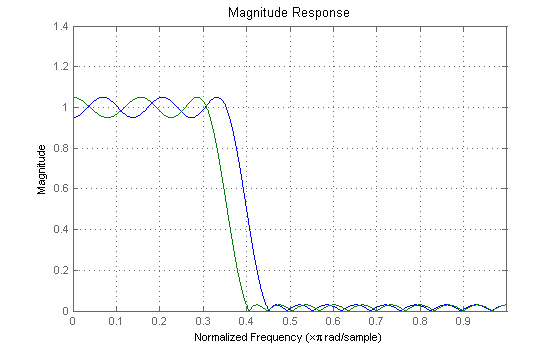 Magnitude Response
1.4
1.2
1
0.8
0.6
0.4
0.2
0
Magnitude
0 0.1 0.2 0.3 0.4 0.5 0.6 0.7 0.8 0.9
Normalized Frequency (×π rad/sample)